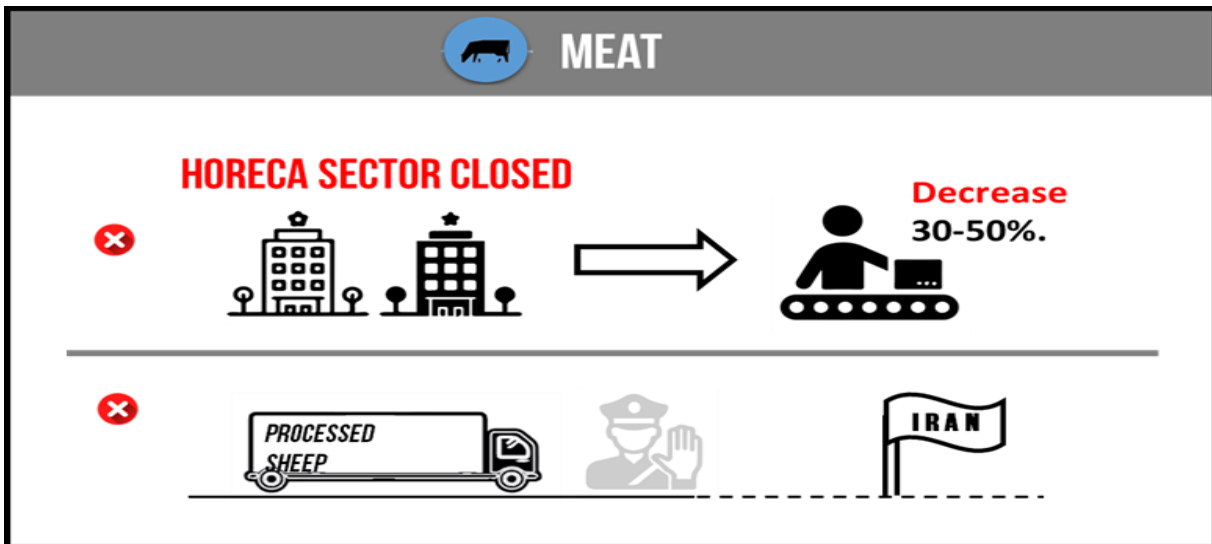 MEAT
HORECA SECTOR CLOSED
Decrease
30-50%.
PROCESSED
SHEEP
IRAN